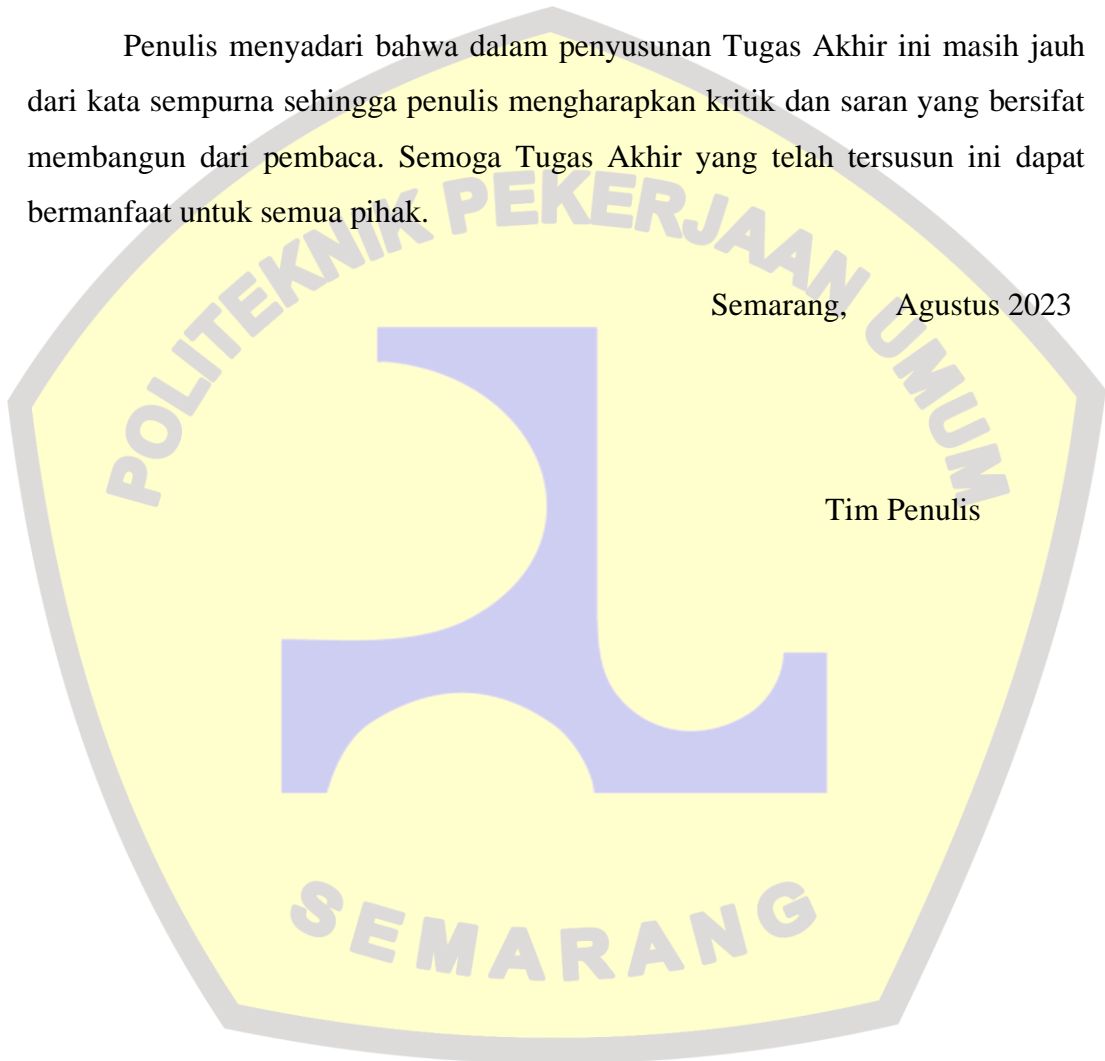 Penulis menyadari bahwa dalam penyusunan Tugas Akhir ini masih jauh
dari kata sempurna sehingga penulis mengharapkan kritik dan saran yang bersifat
membangun dari pembaca. Semoga Tugas Akhir yang telah tersusun ini dapat
bermanfaat untuk semua pihak.
POLITEKNIK PEKERJAAN UMUM
Semarang, Agustus 2023
Tim Penulis
SEMARANG